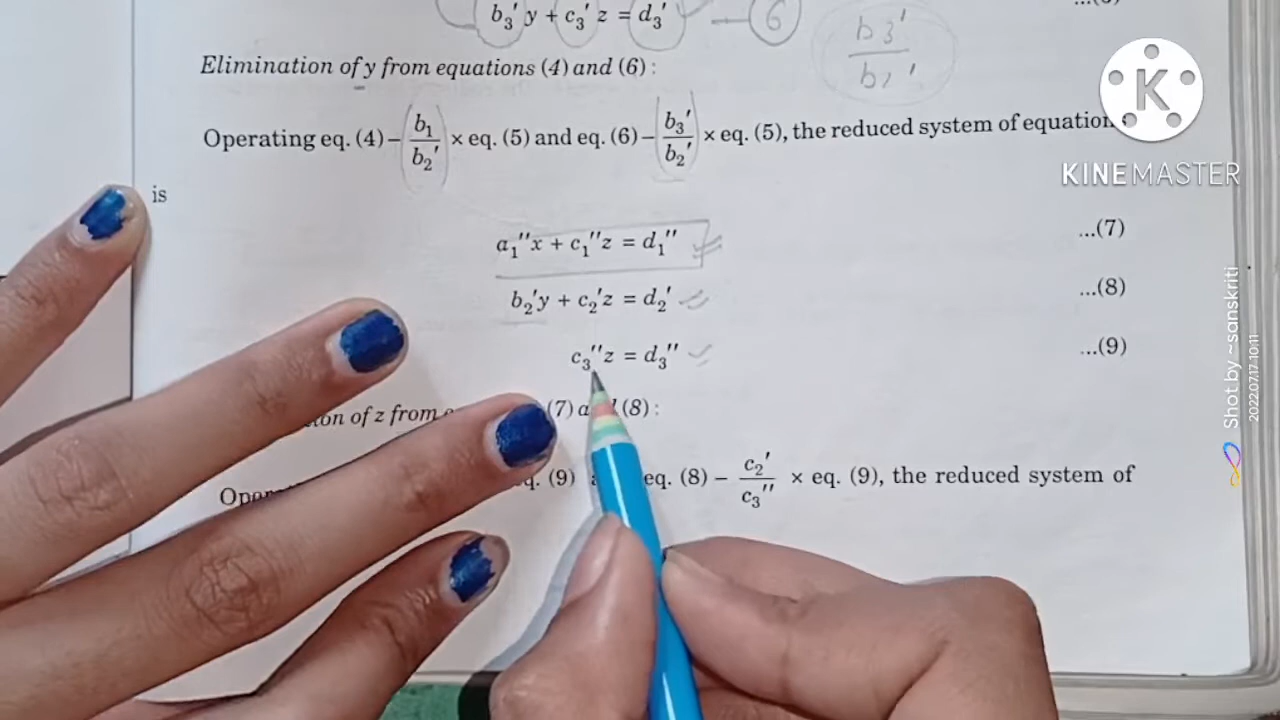 b₃′y + c₃′z = d₃′ — 6
b3′
b2′
Elimination of y from equations (4) and (6) :
Operating eq. (4) − (b₁/b₂′) × eq. (5) and eq. (6) − (b₃′/b₂′) × eq. (5), the reduced system of
is
a₁″x + c₁″z = d₁″ ...(7)
b₂′y + c₂′z = d₂′ ...(8)
c₃″z = d₃″ ...(9)
of z from (7) (8) :
(9) eq. (8) − c₂′/c₃″ × eq. (9), the reduced system of
K
KINEMASTER
Shot by ~sanskriti
2022.07.17 10:11